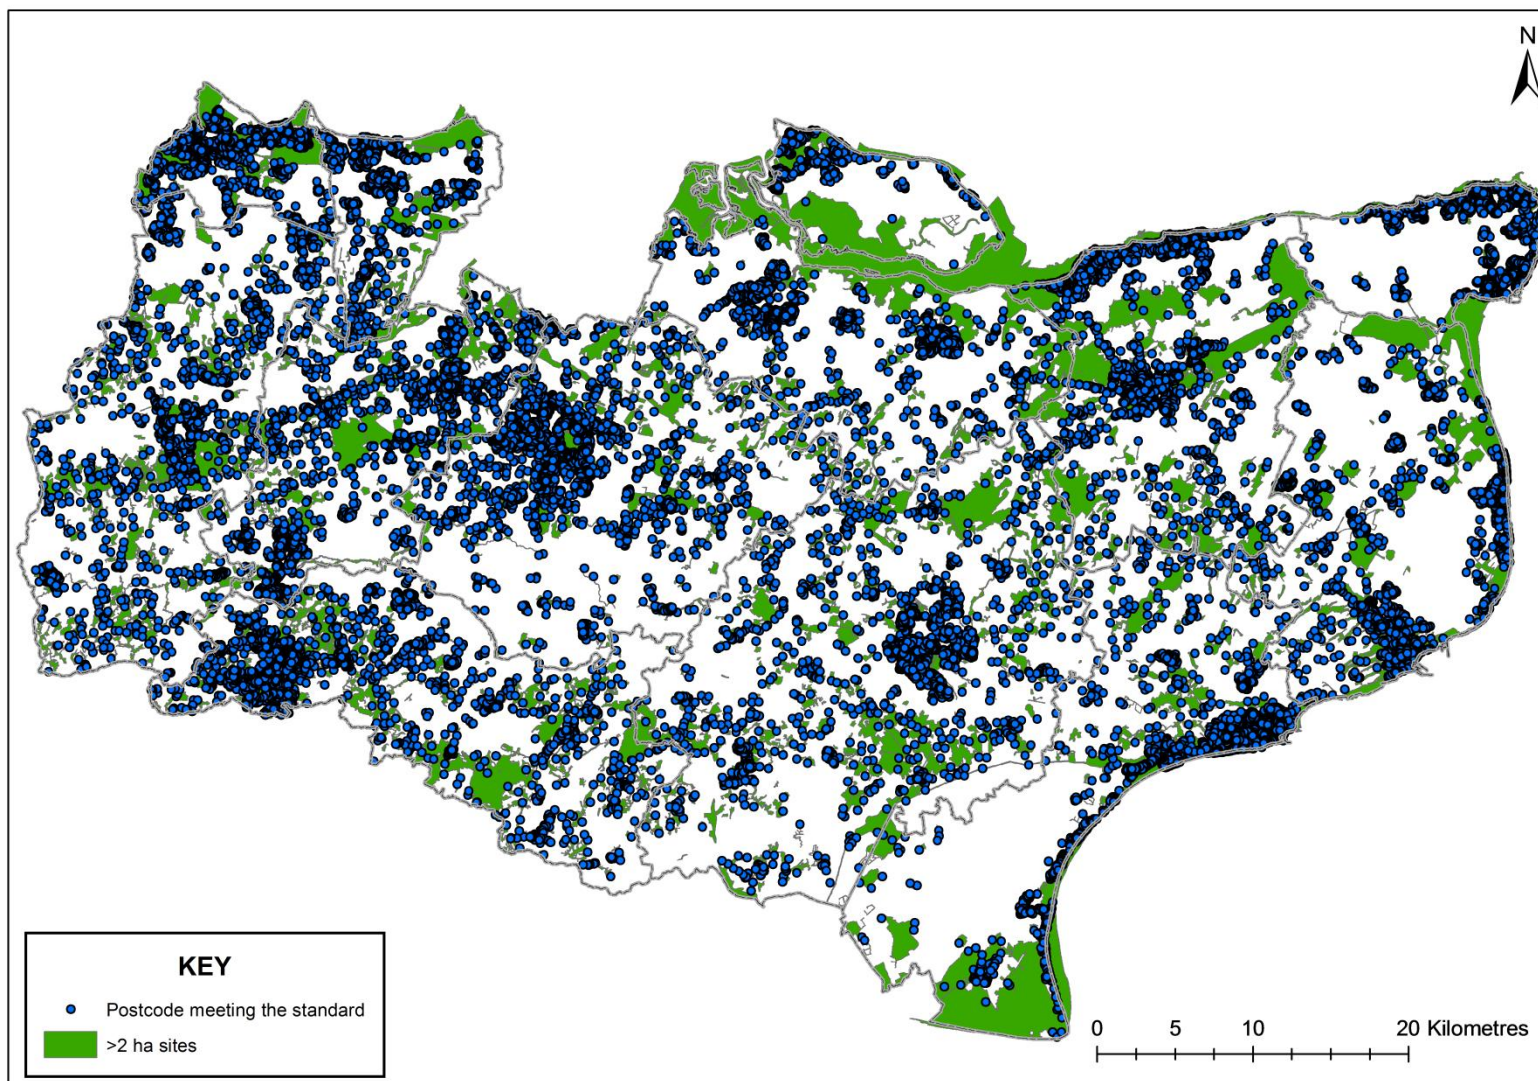 N
KEY
Postcode meeting the standard
>2 ha sites
0 5 10 20 Kilometres